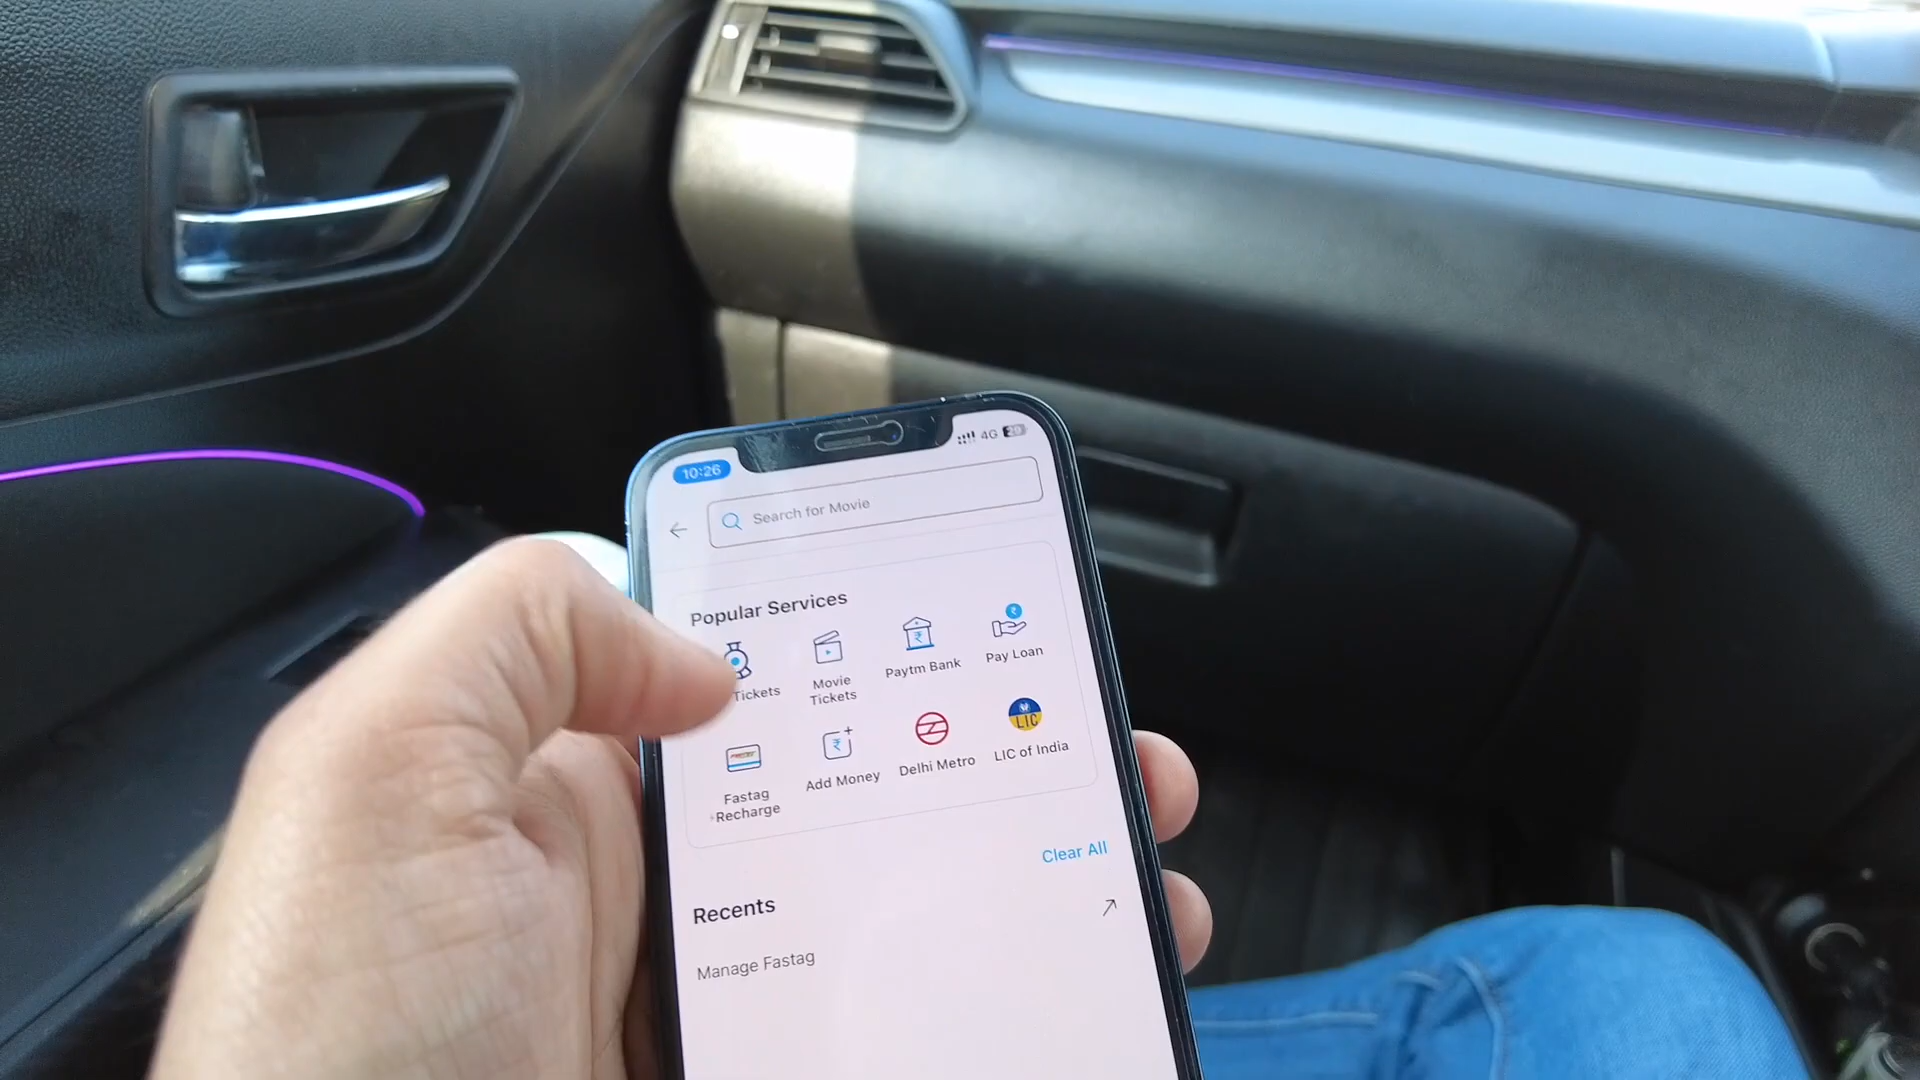 10:26
4G
29
Search for Movie
Popular Services
Tickets
Movie
Tickets
Paytm Bank
Pay Loan
Fastag
Recharge
Add Money
Delhi Metro
LIC
LIC of India
Clear All
Recents
Manage Fastag